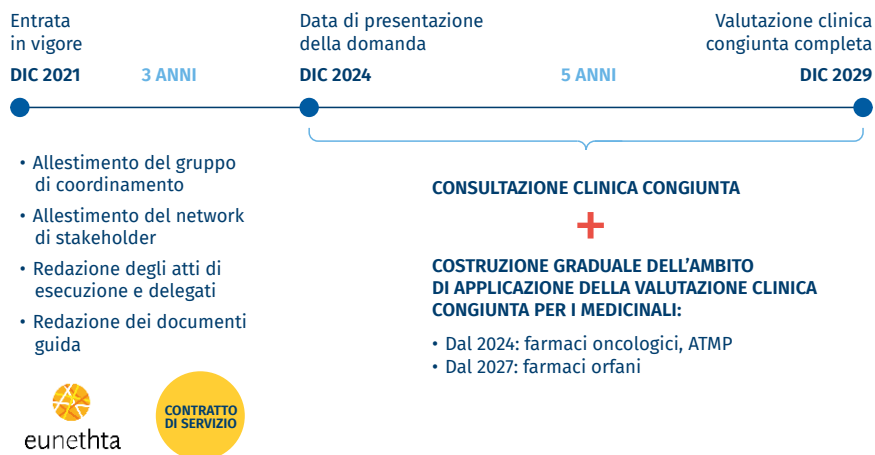 Entrata
in vigore
DIC 2021
3 ANNI
Data di presentazione
della domanda
DIC 2024
5 ANNI
Valutazione clinica
congiunta completa
DIC 2029
• Allestimento del gruppo
di coordinamento
• Allestimento del network
di stakeholder
• Redazione degli atti di
esecuzione e delegati
• Redazione dei documenti
guida
eunethta
CONTRATTO
DI SERVIZIO
CONSULTAZIONE CLINICA CONGIUNTA
+
COSTRUZIONE GRADUALE DELL’AMBITO
DI APPLICAZIONE DELLA VALUTAZIONE CLINICA
CONGIUNTA PER I MEDICINALI:
• Dal 2024: farmaci oncologici, ATMP
• Dal 2027: farmaci orfani